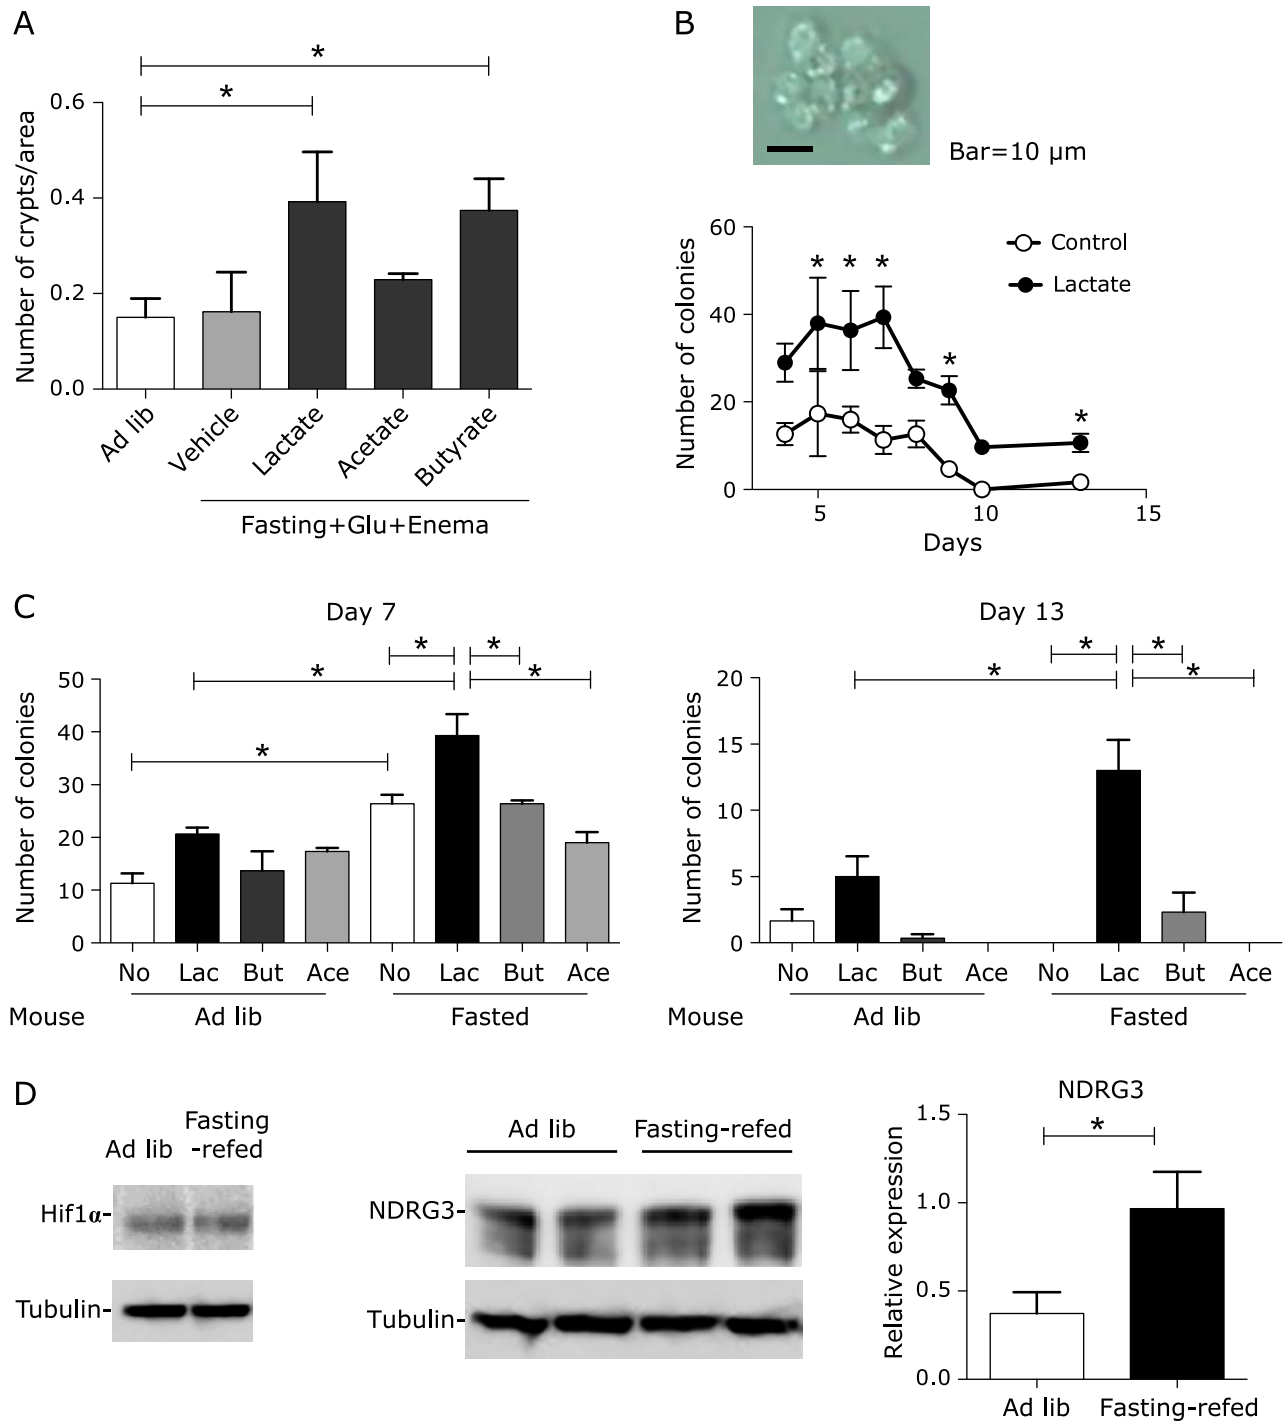 A
*
*
Number of crypts/area
0.6
0.4
0.2
0.0
Ad lib
Vehicle
Lactate
Acetate
Butyrate
Fasting+Glu+Enema
B
Bar=10 µm
Control
Lactate
Number of colonies
60
40
20
0
* * *
*
*
5 10 15
Days
C
Day 7
* *
* *
*
Number of colonies
50
40
30
20
10
0
No Lac But Ace No Lac But Ace
Mouse Ad lib Fasted
Day 13
* *
* *
Number of colonies
20
15
10
5
0
No Lac But Ace No Lac But Ace
Mouse Ad lib Fasted
D
Ad lib
Fasting
-refed
Hif1α-
Tubulin-
Ad lib Fasting-refed
NDRG3-
Tubulin-
NDRG3
*
Relative expression
1.5
1.0
0.5
0.0
Ad lib Fasting-refed